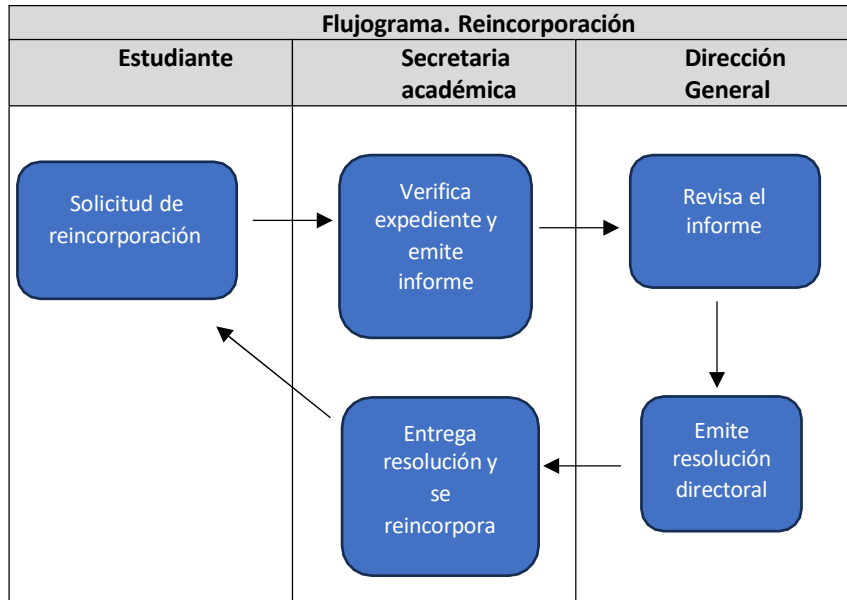 Flujograma. Reincorporación
Estudiante
Secretaria
académica
Dirección
General
Solicitud de
reincorporación
Verifica
expediente y
emite
informe
Revisa el
informe
Entrega
resolución y
se
reincorpora
Emite
resolución
directoral